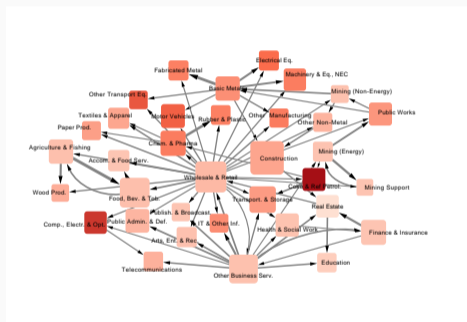 Electrical Eq.
Fabricated Metal
Machinery & Eq., NEC
Basic Metal
Mining (Non-Energy)
Other Transport Eq.
Textiles & Apparel
Motor Vehicles
Rubber & Plastic
Other Manufacturing
Other Non-Metal
Public Works
Paper Prod.
Chem. & Pharma
Agriculture & Fishing
Accom. & Food Serv.
Construction
Mining (Energy)
Wholesale & Retail
Wood Prod.
Food, Bev. & Tob.
Transport. & Storage
Mining Support
Real Estate
Comp., Electr. & Opt.
Public Admin. & Def.
Publish. & Broadcast
IT & Other Inf.
Health & Social Work
Finance & Insurance
Arts, Ent. & Rec.
Telecommunications
Other Business Serv.
Education